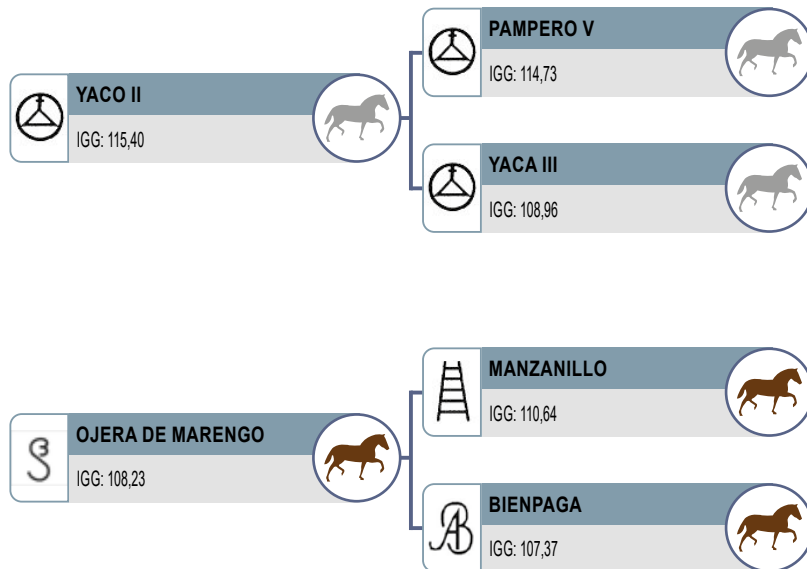 YACO II
IGG: 115,40
PAMPERO V
IGG: 114,73
YACA III
IGG: 108,96
OJERA DE MARENGO
IGG: 108,23
MANZANILLO
IGG: 110,64
BIENPAGA
IGG: 107,37